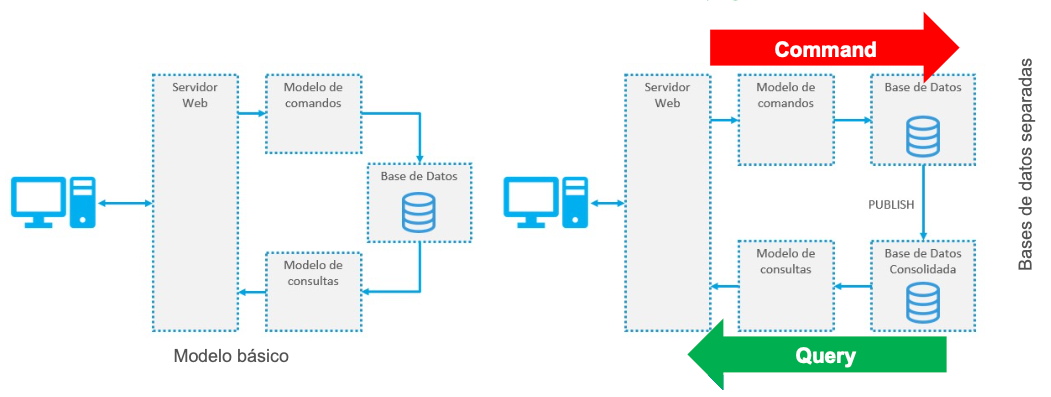 Servidor
Web
Modelo de
comandos
Base de Datos
Modelo de
consultas
Modelo básico
Command
Servidor
Web
Modelo de
comandos
Base de Datos
PUBLISH
Modelo de
consultas
Base de Datos
Consolidada
Query
Bases de datos separadas